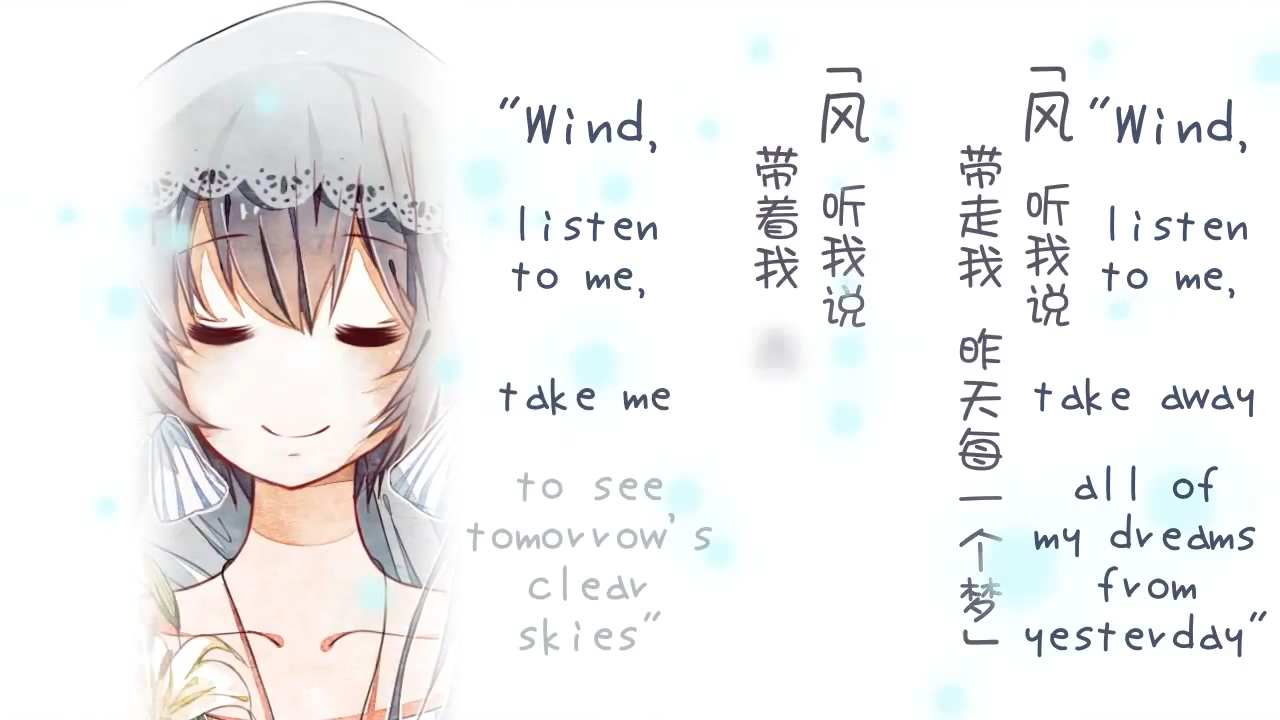 「风 听我说
带走我 昨天每一个梦」
"Wind,
listen
to me,
take away
all of
my dreams
from
yesterday"
「风 听我说
带着我
"Wind,
listen
to me,
take me
to see
tomorrow's
clear
skies"